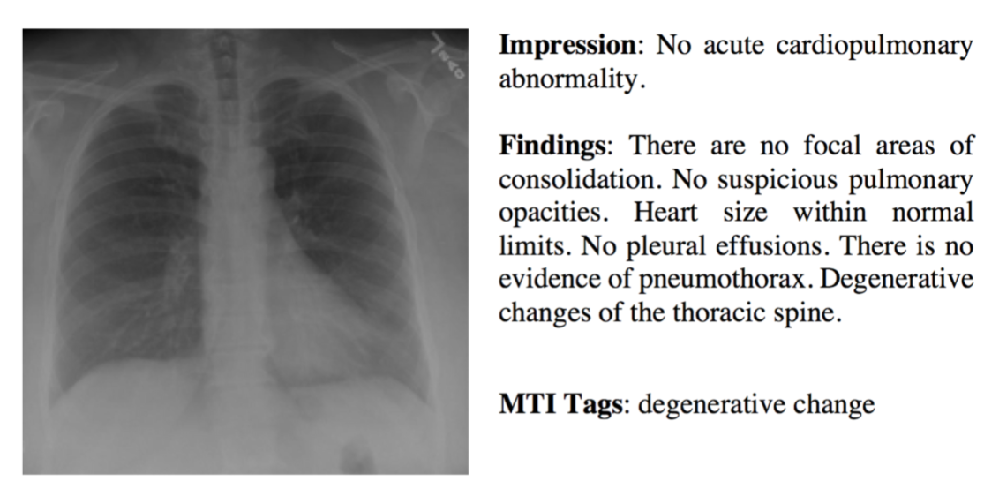 Impression: No acute cardiopulmonary
abnormality.
Findings: There are no focal areas of
consolidation. No suspicious pulmonary
opacities. Heart size within normal
limits. No pleural effusions. There is no
evidence of pneumothorax. Degenerative
changes of the thoracic spine.
MTI Tags: degenerative change